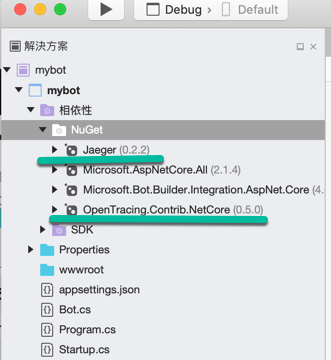 Debug
Default
解決方案
mybot
mybot
相依性
NuGet
Jaeger (0.2.2)
Microsoft.AspNetCore.All (2.1.4)
Microsoft.Bot.Builder.Integration.AspNet.Core (4.
OpenTracing.Contrib.NetCore (0.5.0)
SDK
Properties
wwwroot
appsettings.json
Bot.cs
Program.cs
Startup.cs